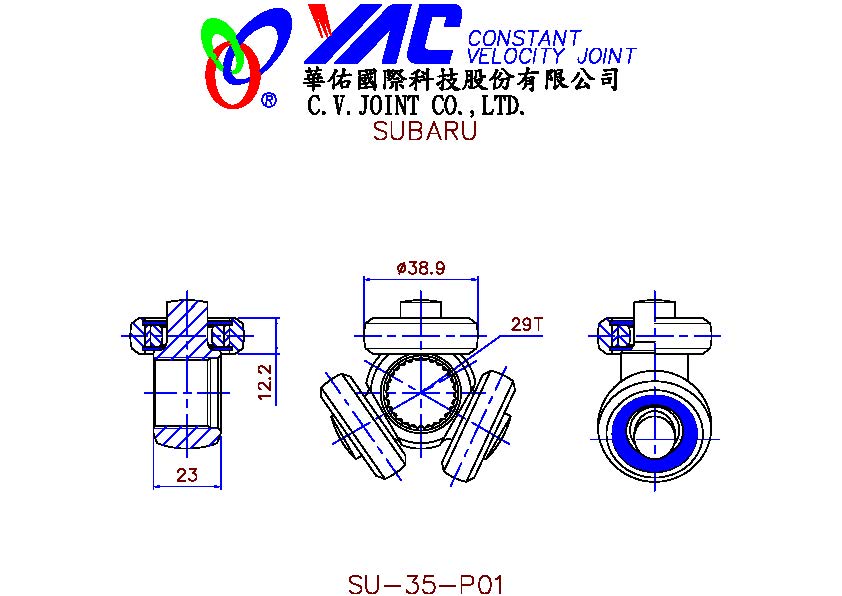 YAC CONSTANT
VELOCITY JOINT
®
華佑國際科技股份有限公司
C.V.JOINT CO.,LTD.
SUBARU
ø38.9
29T
12.2
23
SU-35-P01